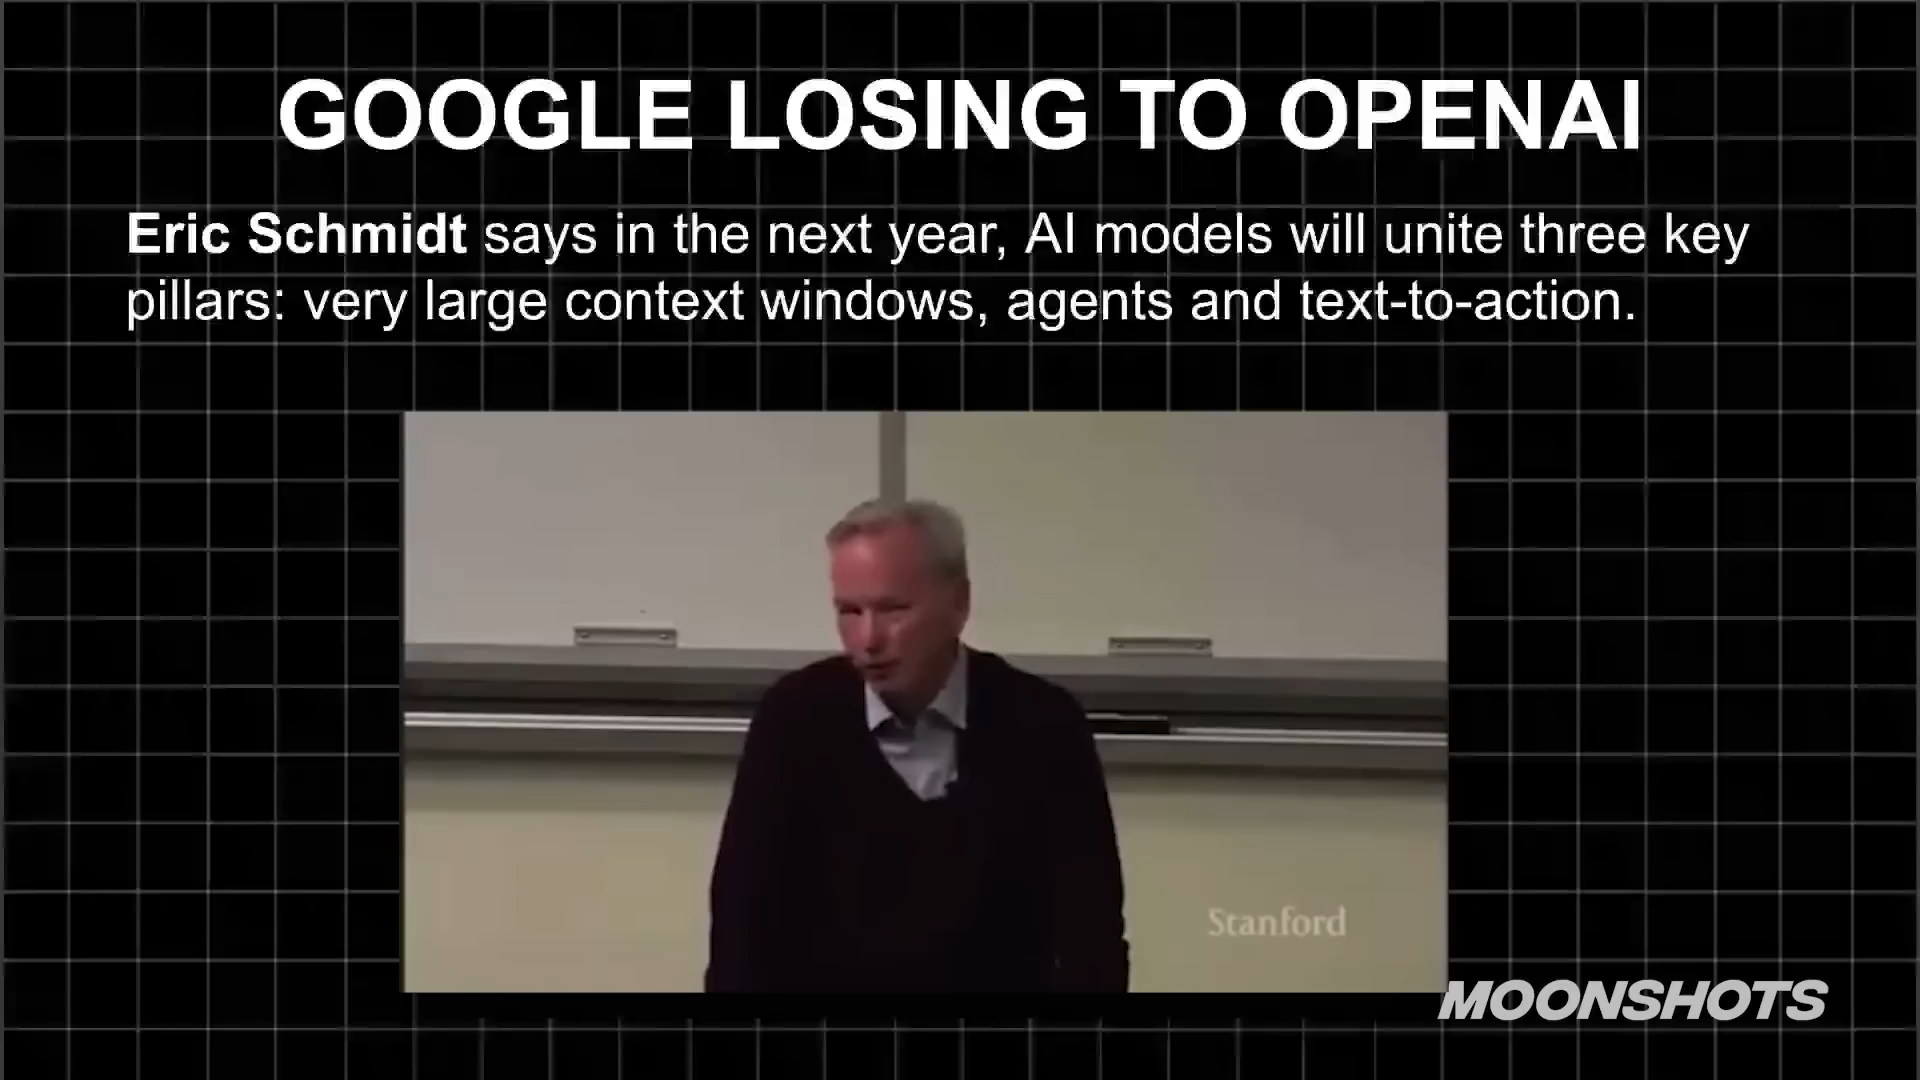 GOOGLE LOSING TO OPENAI
Eric Schmidt says in the next year, AI models will unite three key
pillars: very large context windows, agents and text-to-action.
Stanford
MOONSHOTS